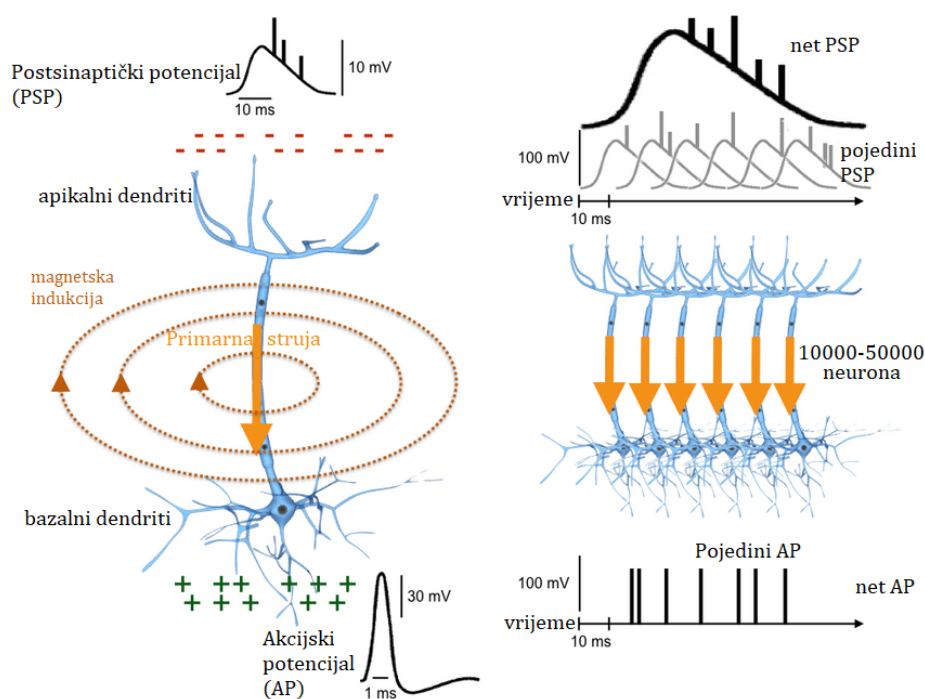 Postsinaptički potencijal
(PSP)
10 mV
10 ms
apikalni dendriti
magnetska
indukcija
Primarna struja
bazalni dendriti
Akcijski
potencijal
(AP)
30 mV
1 ms
net PSP
100 mV
pojedini
PSP
vrijeme
10 ms
10000-50000
neurona
Pojedini AP
100 mV
net AP
vrijeme
10 ms